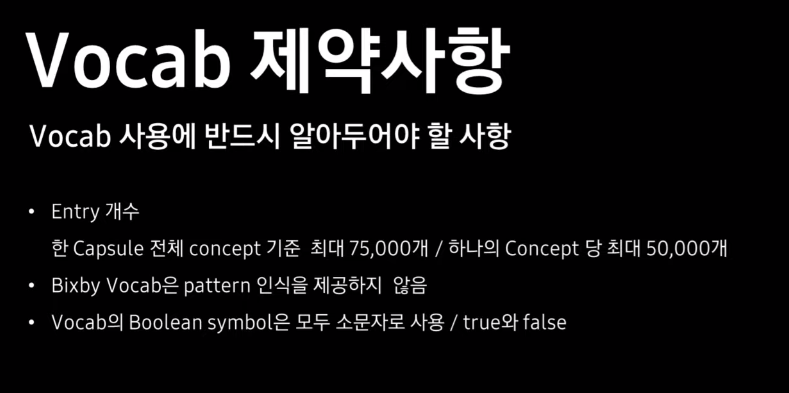 Vocab 제약사항
Vocab 사용에 반드시 알아두어야 할 사항
• Entry 개수
한 Capsule 전체 concept 기준 최대 75,000개 / 하나의 Concept 당 최대 50,000개
• Bixby Vocab은 pattern 인식을 제공하지 않음
• Vocab의 Boolean symbol은 모두 소문자로 사용 / true와 false